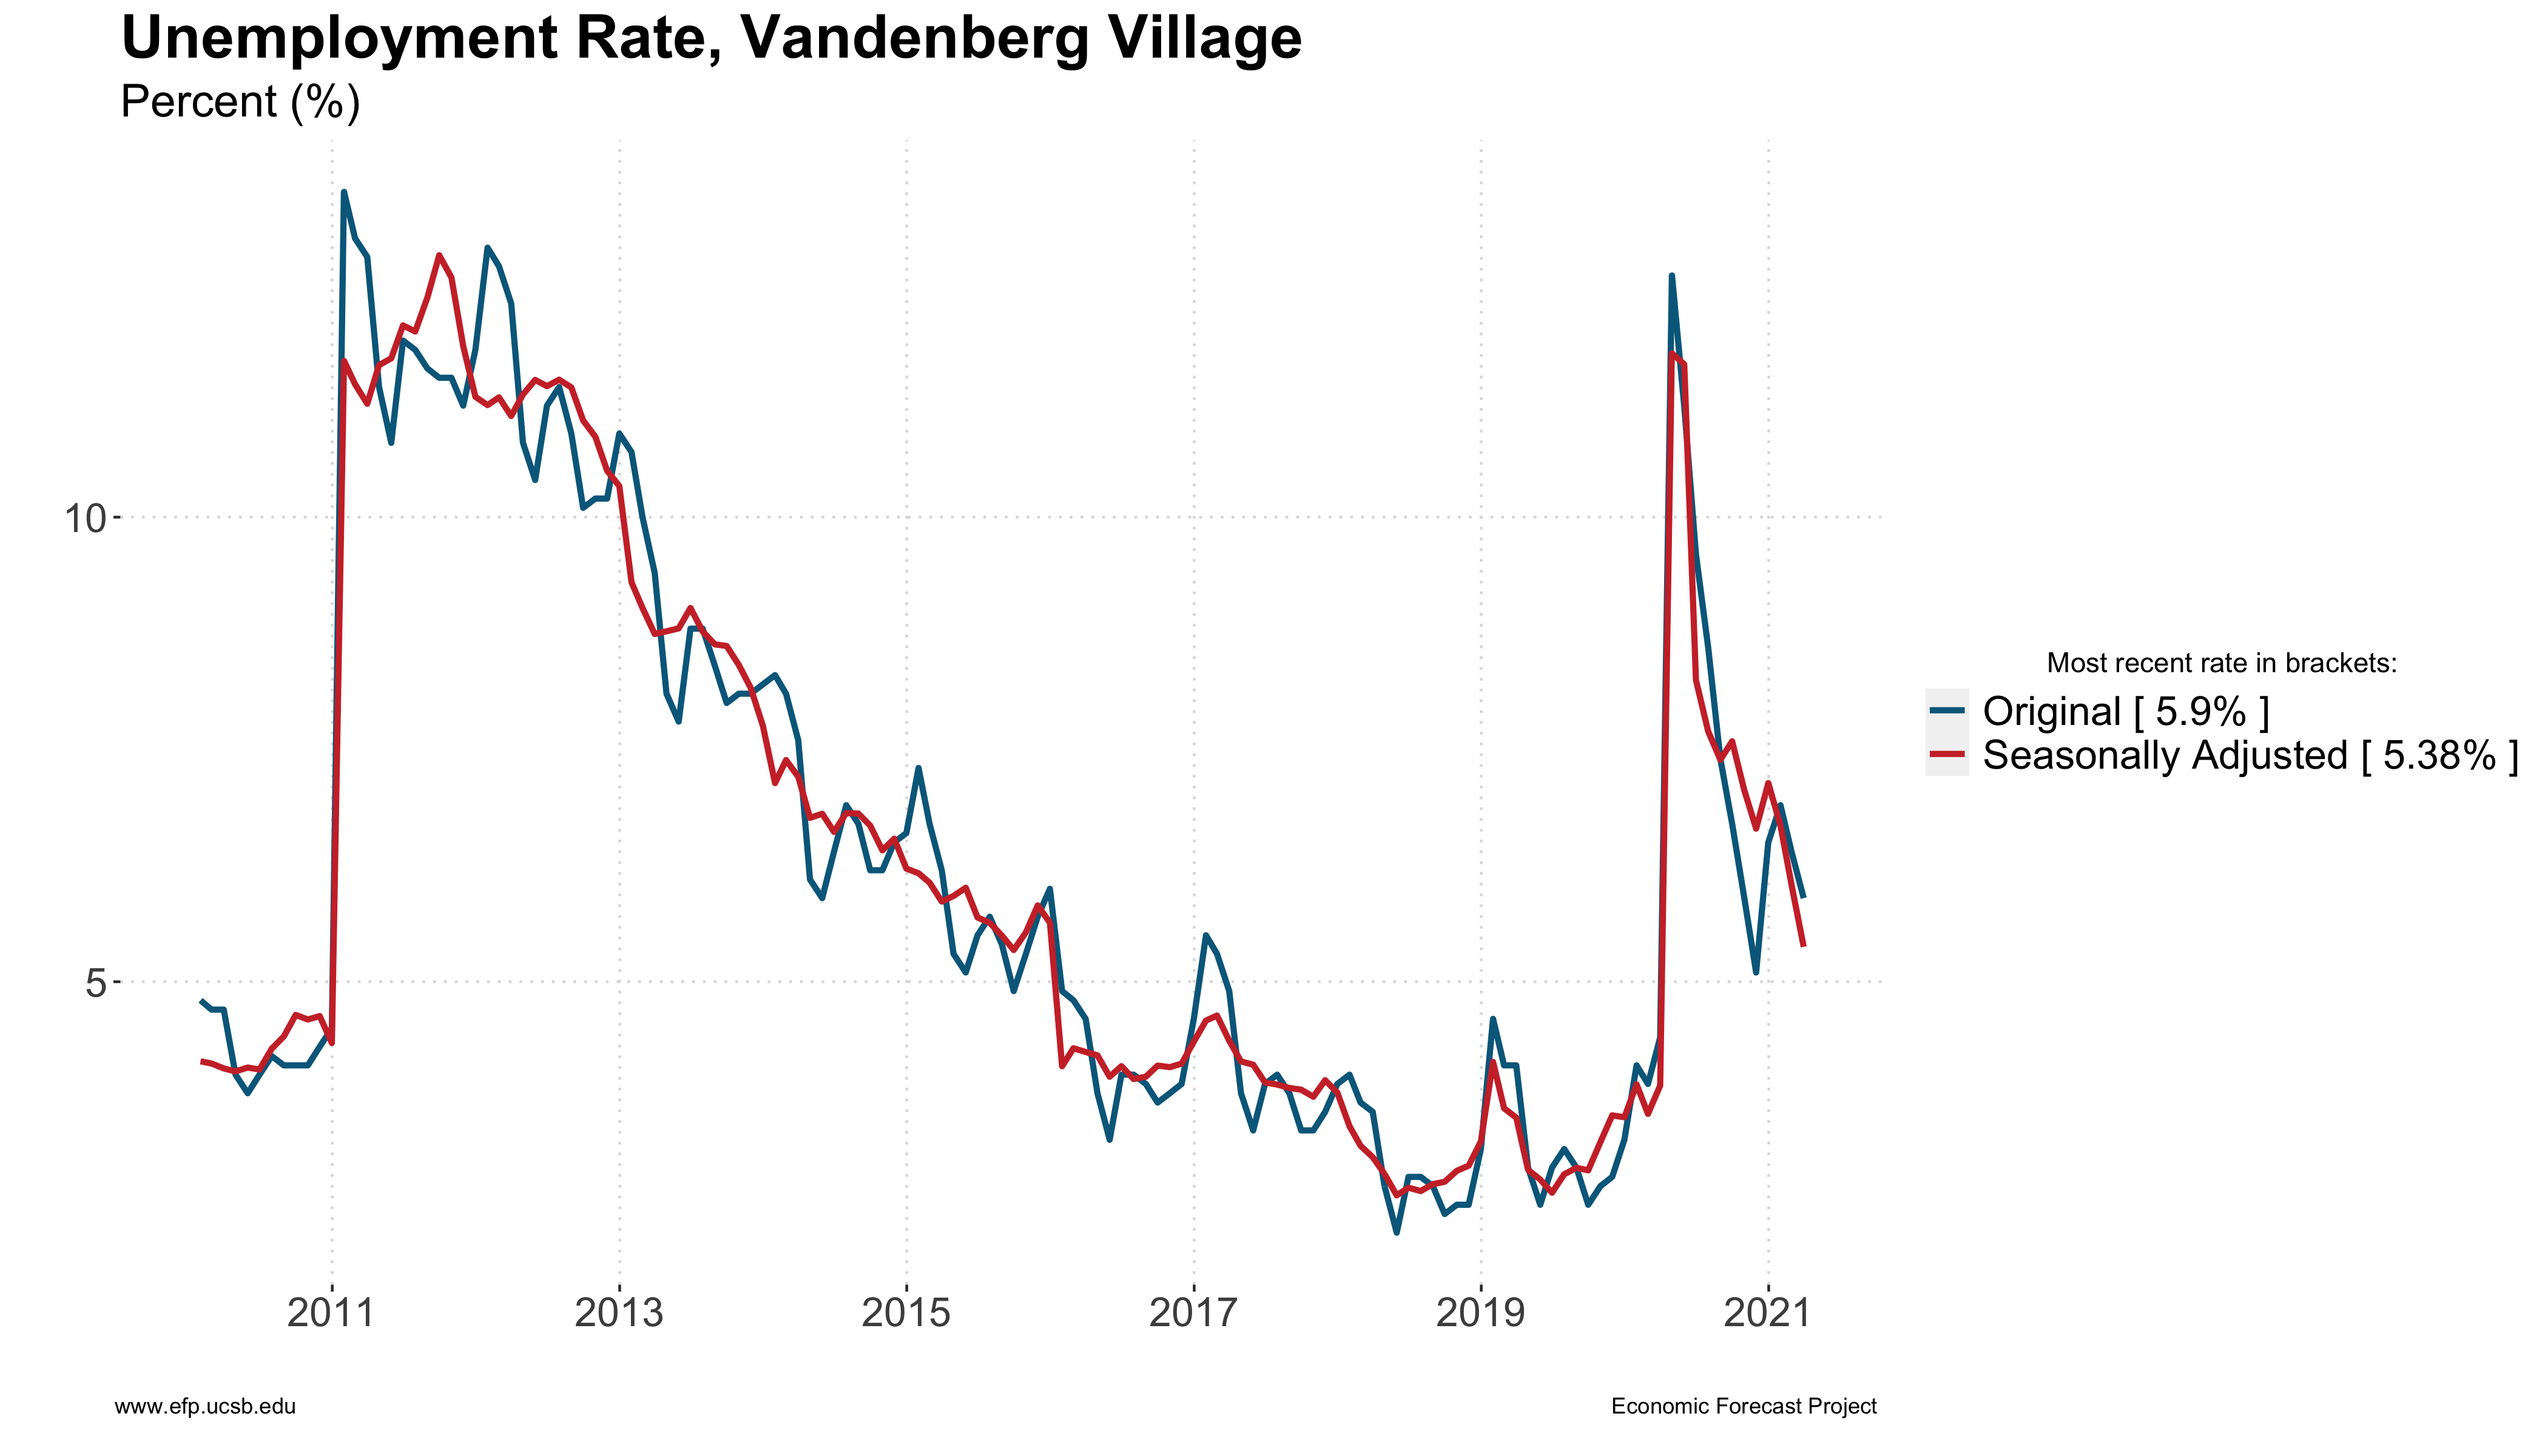 Unemployment Rate, Vandenberg Village
Percent (%)
10
5
2011 2013 2015 2017 2019 2021
Most recent rate in brackets:
Original [ 5.9% ]
Seasonally Adjusted [ 5.38% ]
www.efp.ucsb.edu
Economic Forecast Project